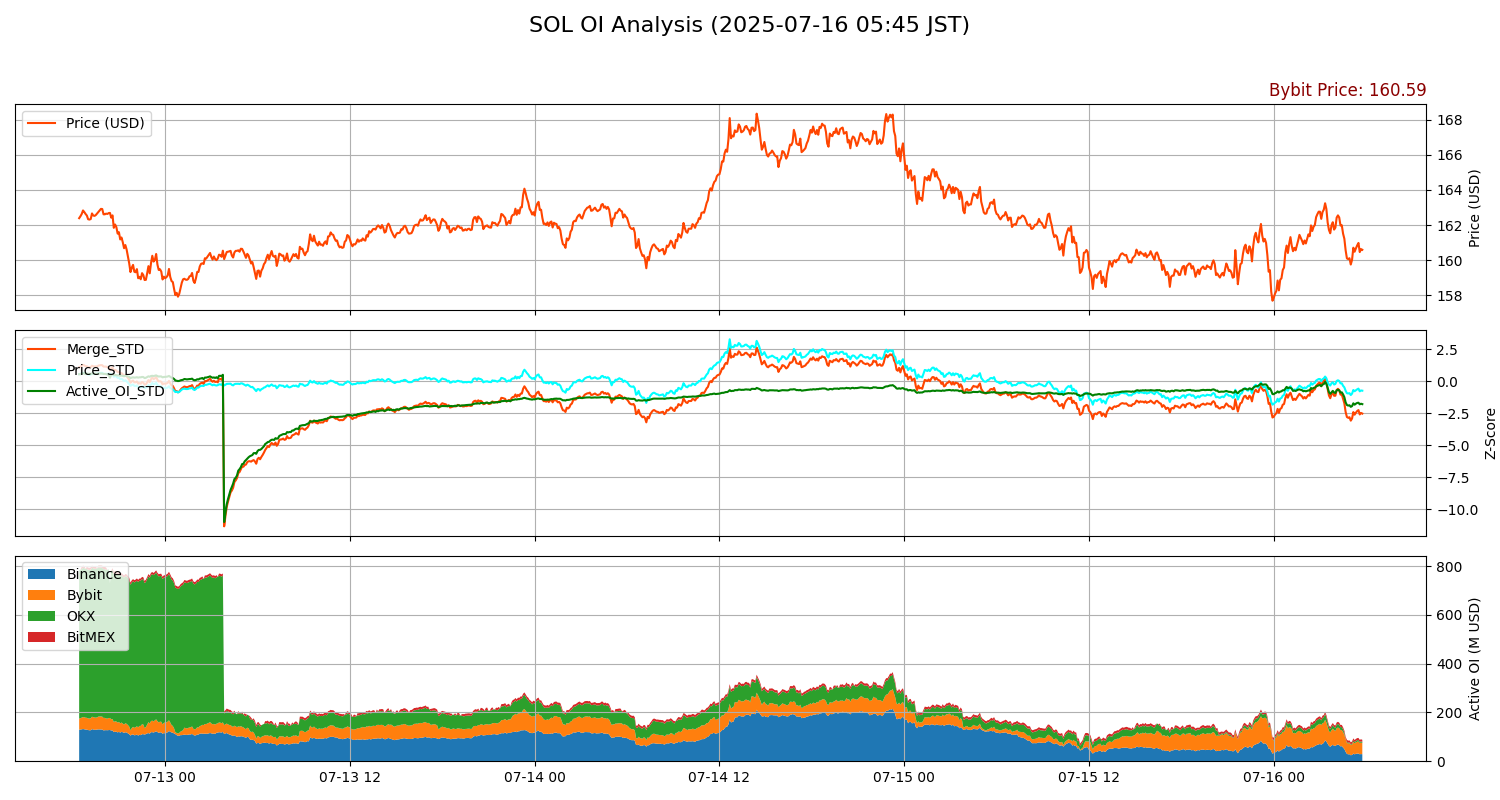 SOL OI Analysis (2025-07-16 05:45 JST)
Bybit Price: 160.59
Price (USD)
168
166
164
162
160
158
Price (USD)
Merge_STD
Price_STD
Active_OI_STD
2.5
0.0
−2.5
−5.0
−7.5
−10.0
Z-Score
Binance
Bybit
OKX
BitMEX
800
600
400
200
0
Active OI (M USD)
07-13 00
07-13 12
07-14 00
07-14 12
07-15 00
07-15 12
07-16 00